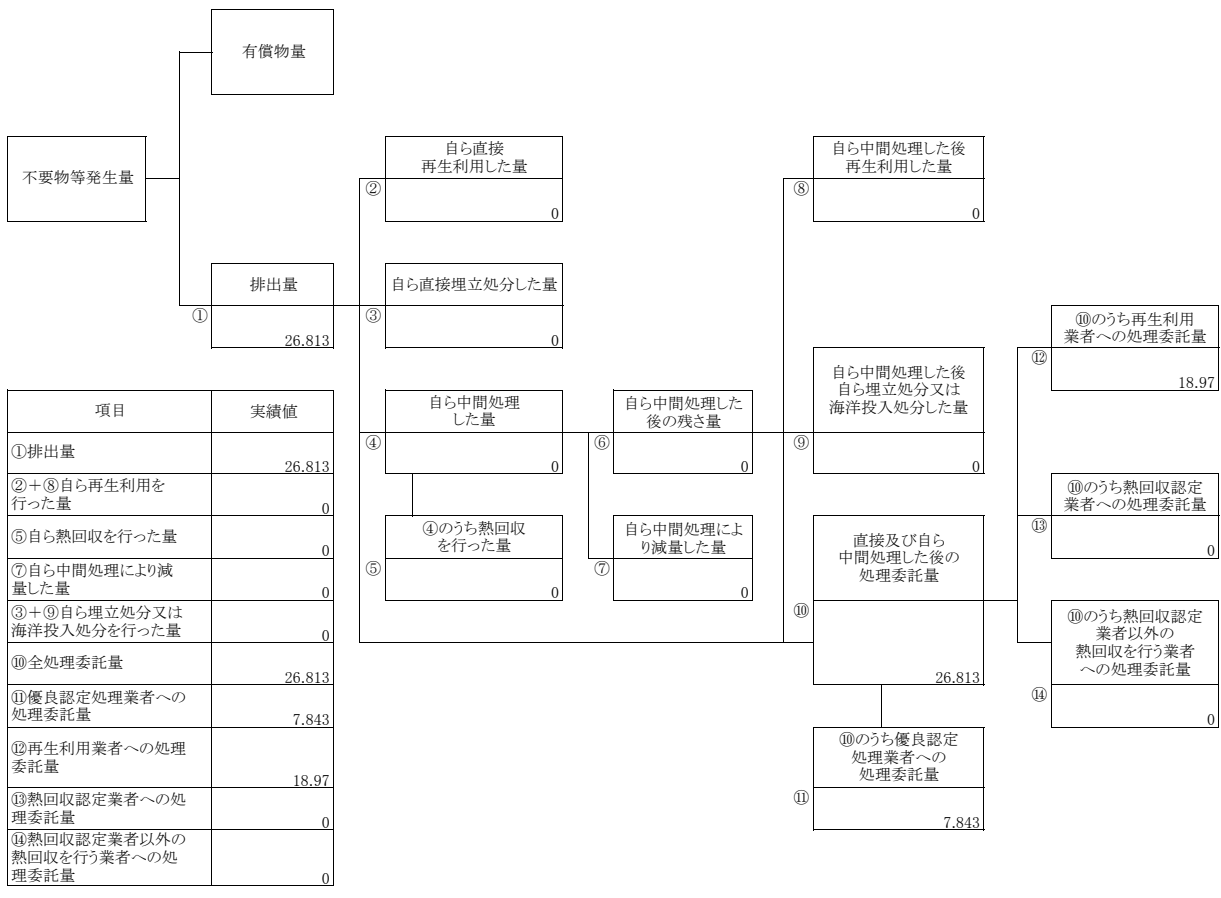 有償物量
不要物等発生量
排出量
①
26.813
自ら直接
再生利用した量
②
0
自ら直接埋立処分した量
③
0
自ら中間処理
した量
④
0
④のうち熱回収
を行った量
⑤
0
自ら中間処理した
後の残さ量
⑥
0
自ら中間処理によ
り減量した量
⑦
0
自ら中間処理した後
再生利用した量
⑧
0
自ら中間処理した後
自ら埋立処分又は
海洋投入処分した量
⑨
0
直接及び自ら
中間処理した後の
処理委託量
⑩
26.813
⑩のうち優良認定
処理業者への
処理委託量
⑪
7.843
⑩のうち再生利用
業者への処理委託量
⑫
18.97
⑩のうち熱回収認定
業者への処理委託量
⑬
0
⑩のうち熱回収認定
業者以外の
熱回収を行う業者
への処理委託量
⑭
0
項目 実績値
①排出量
26.813
②+⑧自ら再生利用を
行った量
0
⑤自ら熱回収を行った量
0
⑦自ら中間処理により減
量した量
0
③+⑨自ら埋立処分又は
海洋投入処分を行った量
0
⑩全処理委託量
26.813
⑪優良認定処理業者への
処理委託量
7.843
⑫再生利用業者への処理
委託量
18.97
⑬熱回収認定業者への処
理委託量
0
⑭熱回収認定業者以外の
熱回収を行う業者への処
理委託量
0